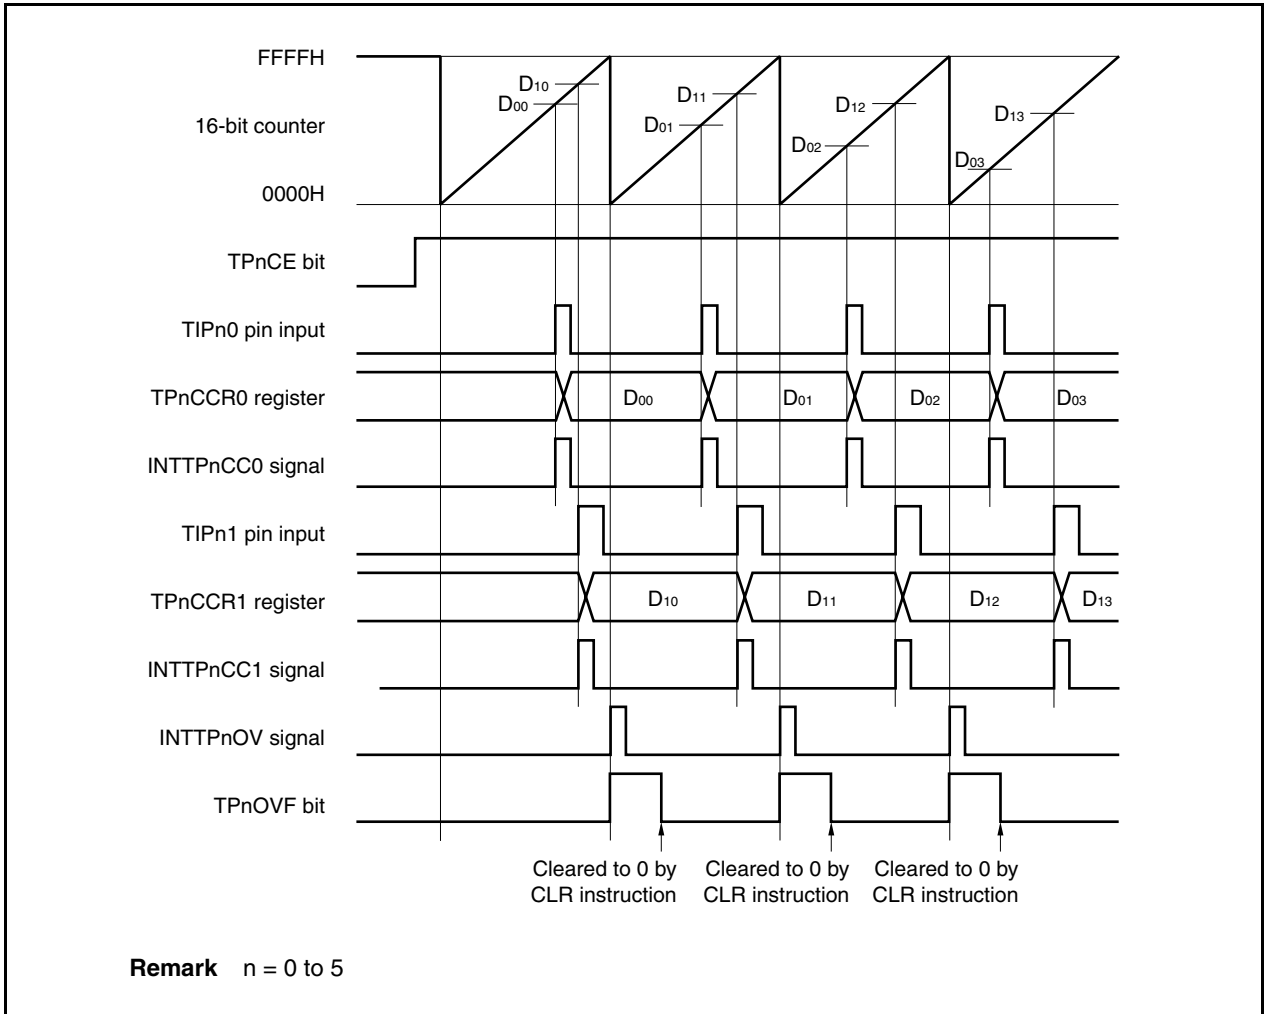 FFFFH
D10
D00
D11
D12
D13
16-bit counter
D01
D02
D03
0000H
TPnCE bit
TIPn0 pin input
TPnCCR0 register
D00
D01
D02
D03
INTTPnCC0 signal
TIPn1 pin input
TPnCCR1 register
D10
D11
D12
D13
INTTPnCC1 signal
INTTPnOV signal
TPnOVF bit
Cleared to 0 by
CLR instruction
Cleared to 0 by
CLR instruction
Cleared to 0 by
CLR instruction
Remark n = 0 to 5